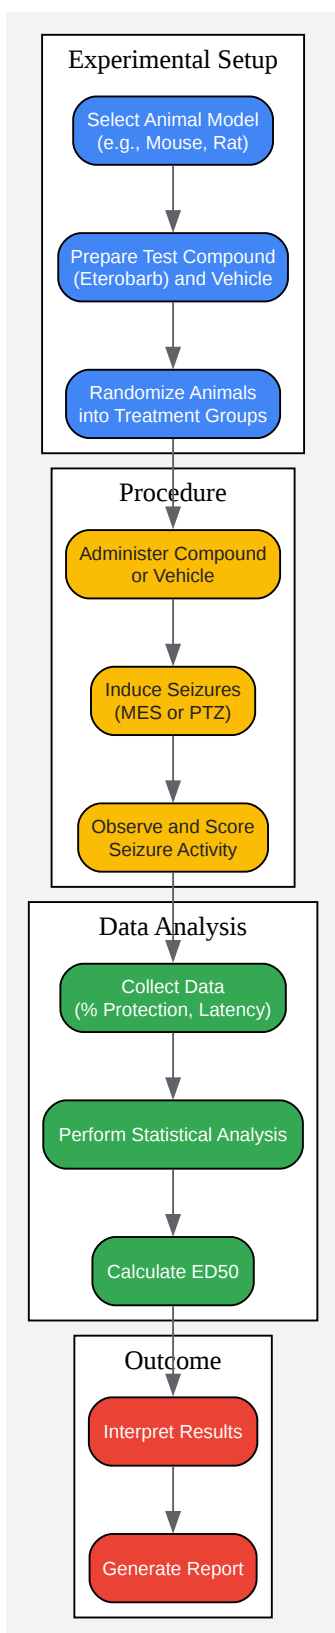 Experimental Setup
Select Animal Model
(e.g., Mouse, Rat)
Prepare Test Compound
(Eterobarb) and Vehicle
Randomize Animals
into Treatment Groups
Procedure
Administer Compound
or Vehicle
Induce Seizures
(MES or PTZ)
Observe and Score
Seizure Activity
Data Analysis
Collect Data
(% Protection, Latency)
Perform Statistical Analysis
Calculate ED50
Outcome
Interpret Results
Generate Report